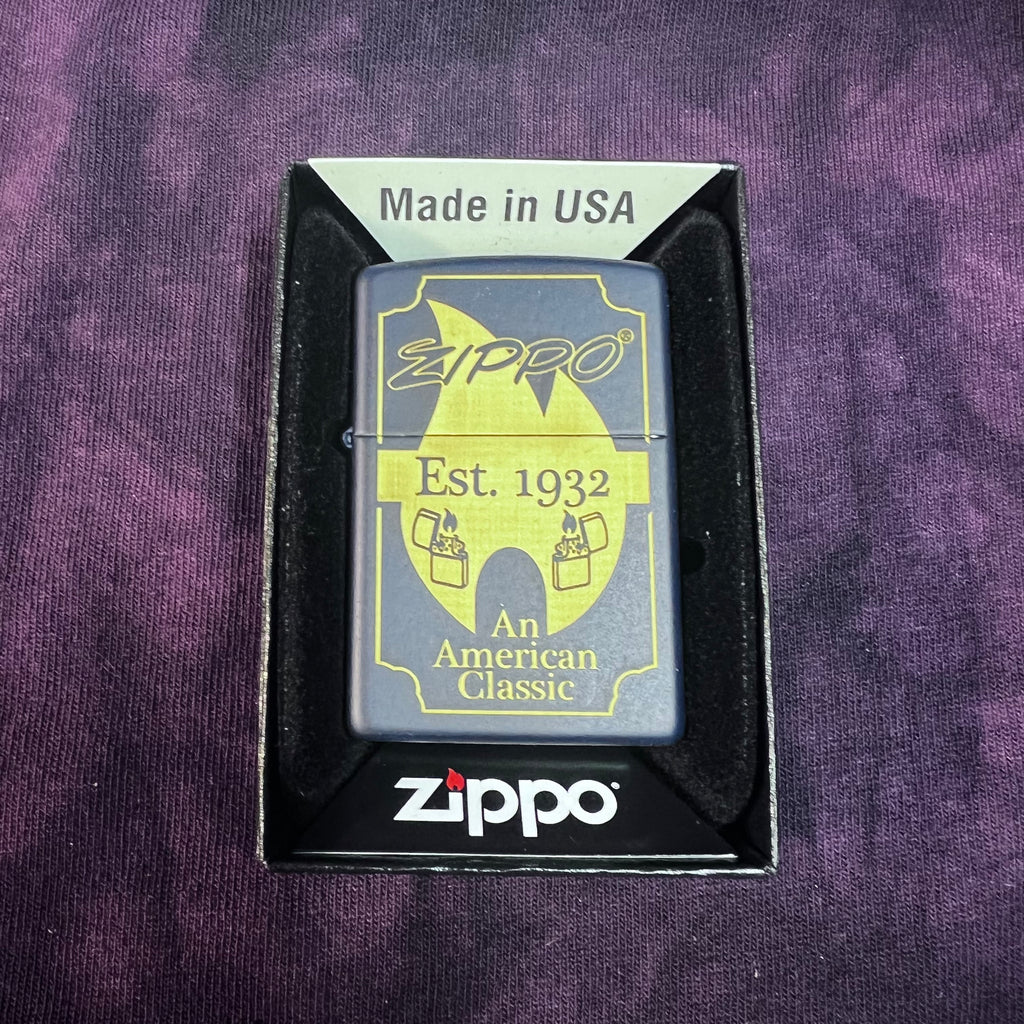 Made in USA
ZIPPO®
Est. 1932
An
American
Classic
zippo